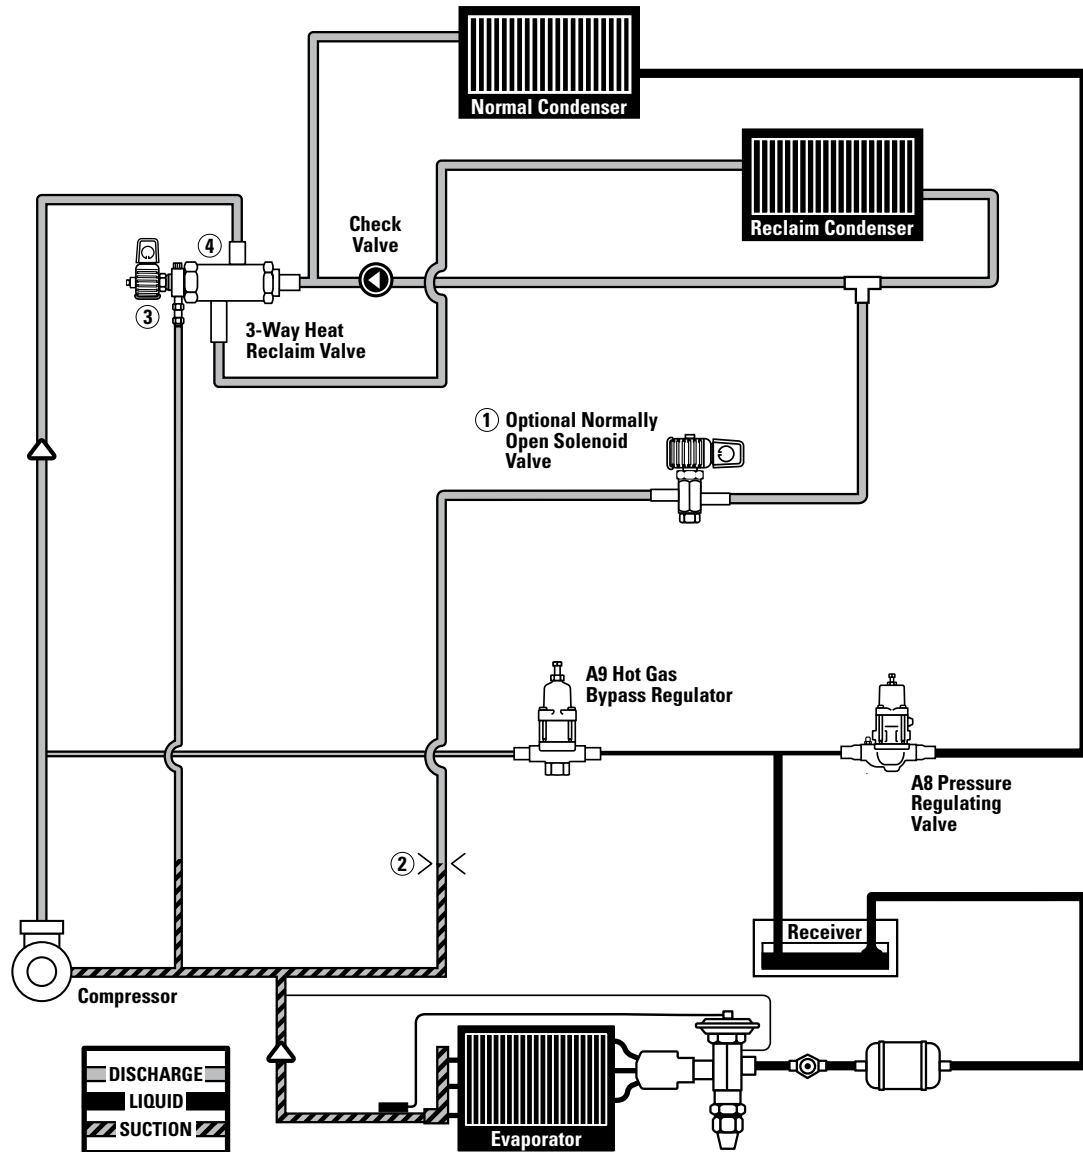 Normal Condenser
Reclaim Condenser
Check
Valve
4
3
3-Way Heat
Reclaim Valve
1 Optional Normally
Open Solenoid
Valve
A9 Hot Gas
Bypass Regulator
A8 Pressure
Regulating
Valve
2
Receiver
Compressor
DISCHARGE
LIQUID
SUCTION
Evaporator